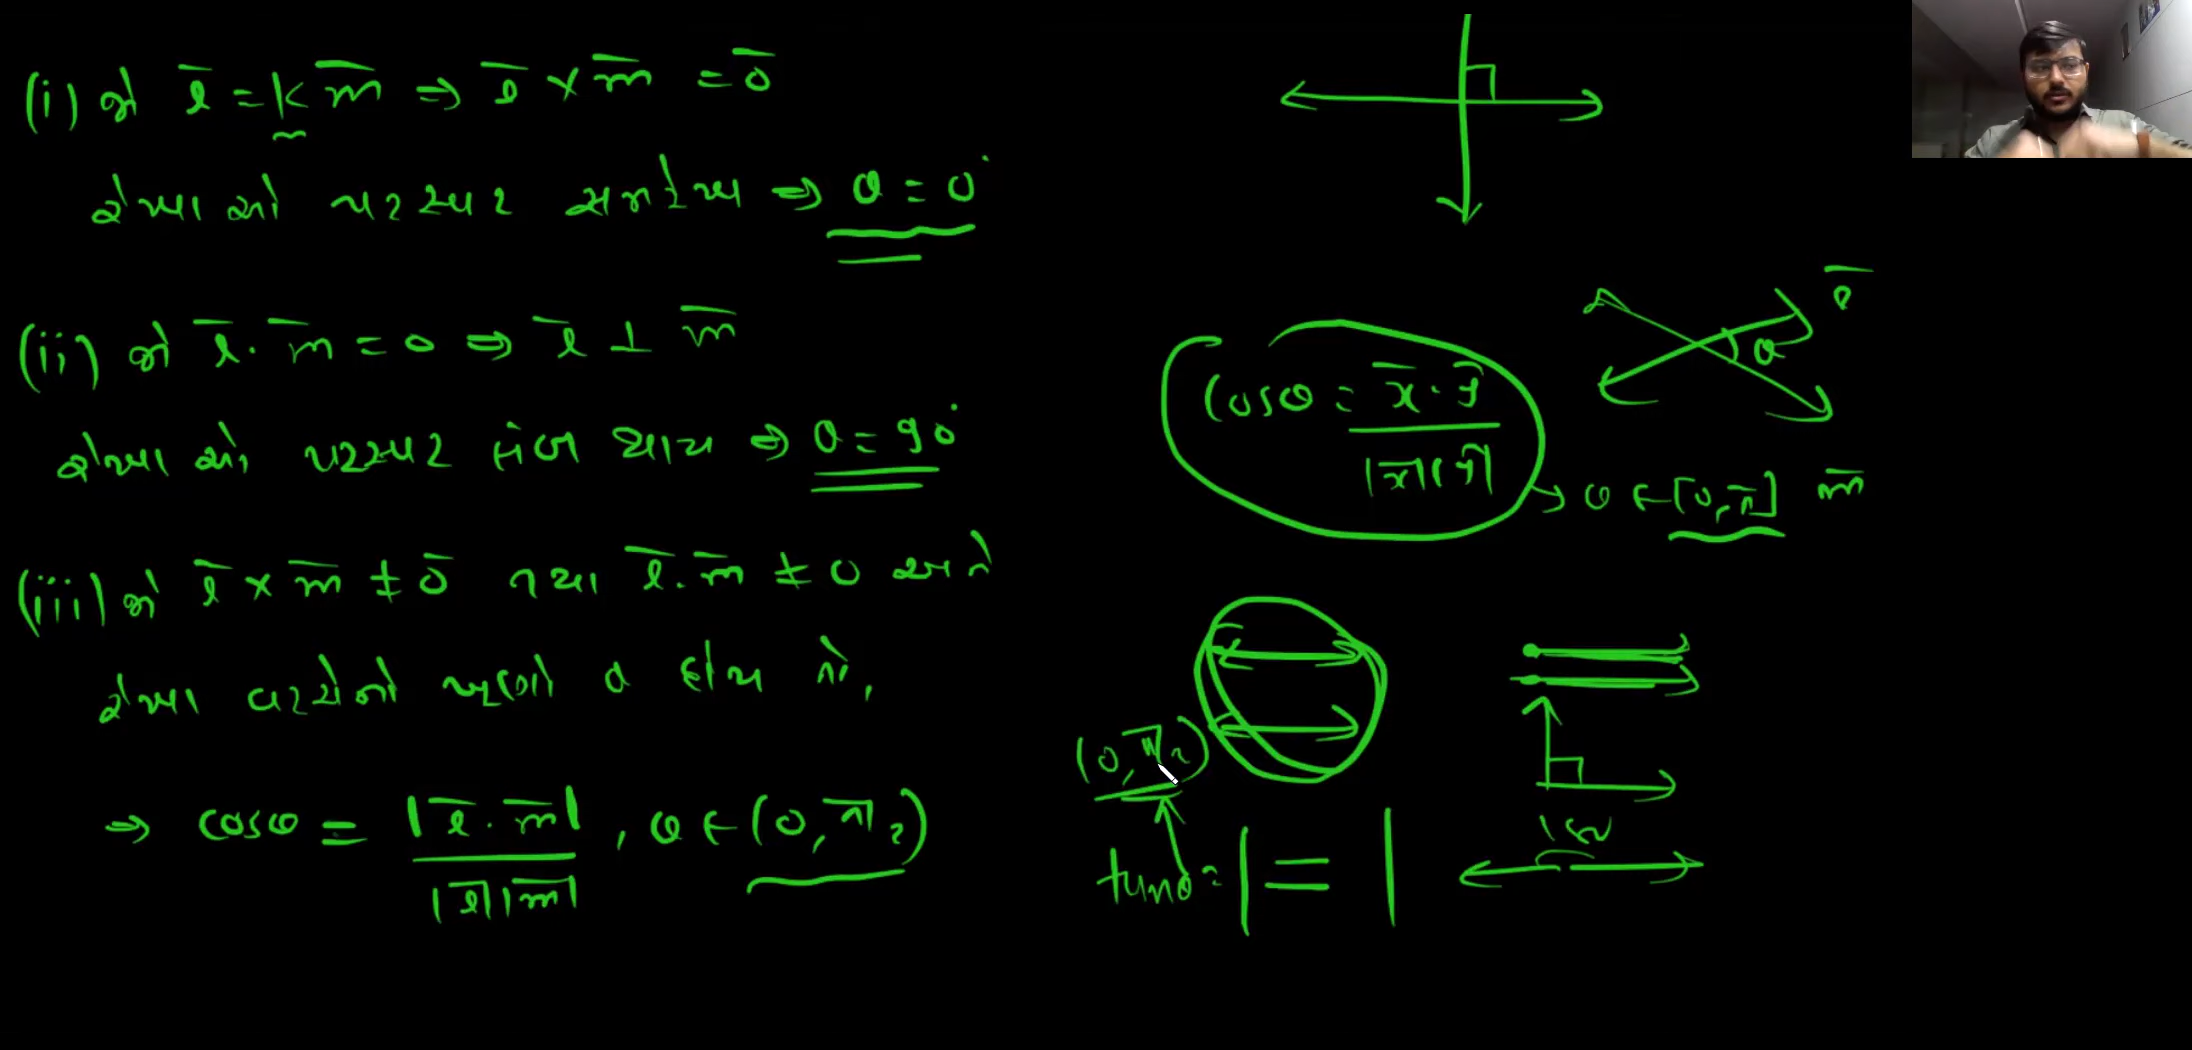 (i) જો l̅ = k m̅ ⇒ l̅ × m̅ = 0̅
રેખાઓ પરસ્પર સમાંતર ⇒ θ = 0°
(ii) જો l̅ . m̅ = 0 ⇒ l̅ ⊥ m̅
રેખાઓ પરસ્પર લંબ થાય ⇒ θ = 90°
(iii) જો l̅ × m̅ ≠ 0̅ તથા l̅ . m̅ ≠ 0 અને
રેખા વચ્ચેનો ખૂણો θ હોય તો,
⇒ cosθ = |l̅ . m̅| / |l̅||m̅| , θ ∈ (0, π/2)
l̅
θ
cosθ = x̅ . y̅ / |x̅||y̅|
→ θ ∈ [0, π]
m̅
(0, π/2)
tanθ = | = |
180